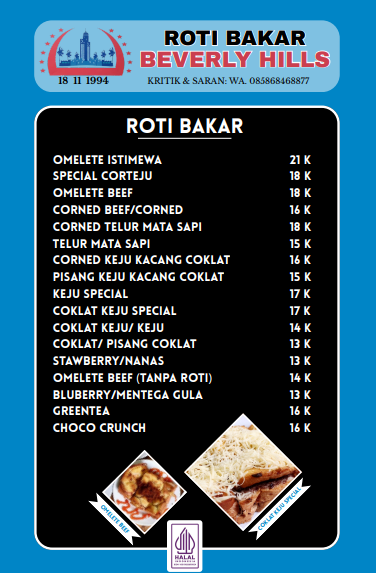 ROTI BAKAR
BEVERLY HILLS
18 11 1994
KRITIK & SARAN: WA. 085868468877
ROTI BAKAR
OMELETE ISTIMEWA 21 K
SPECIAL CORTEJU 18 K
OMELETE BEEF 18 K
CORNED BEEF/CORNED 16 K
CORNED TELUR MATA SAPI 18 K
TELUR MATA SAPI 15 K
CORNED KEJU KACANG COKLAT 16 K
PISANG KEJU KACANG COKLAT 15 K
KEJU SPECIAL 17 K
COKLAT KEJU SPECIAL 17 K
COKLAT KEJU/ KEJU 14 K
COKLAT/ PISANG COKLAT 13 K
STAWBERRY/NANAS 13 K
OMELETE BEEF (TANPA ROTI) 14 K
BLUBERRY/MENTEGA GULA 13 K
GREENTEA 16 K
CHOCO CRUNCH 16 K
OMELETE BEEF
COKLAT KEJU SPECIAL
HALAL
INDONESIA